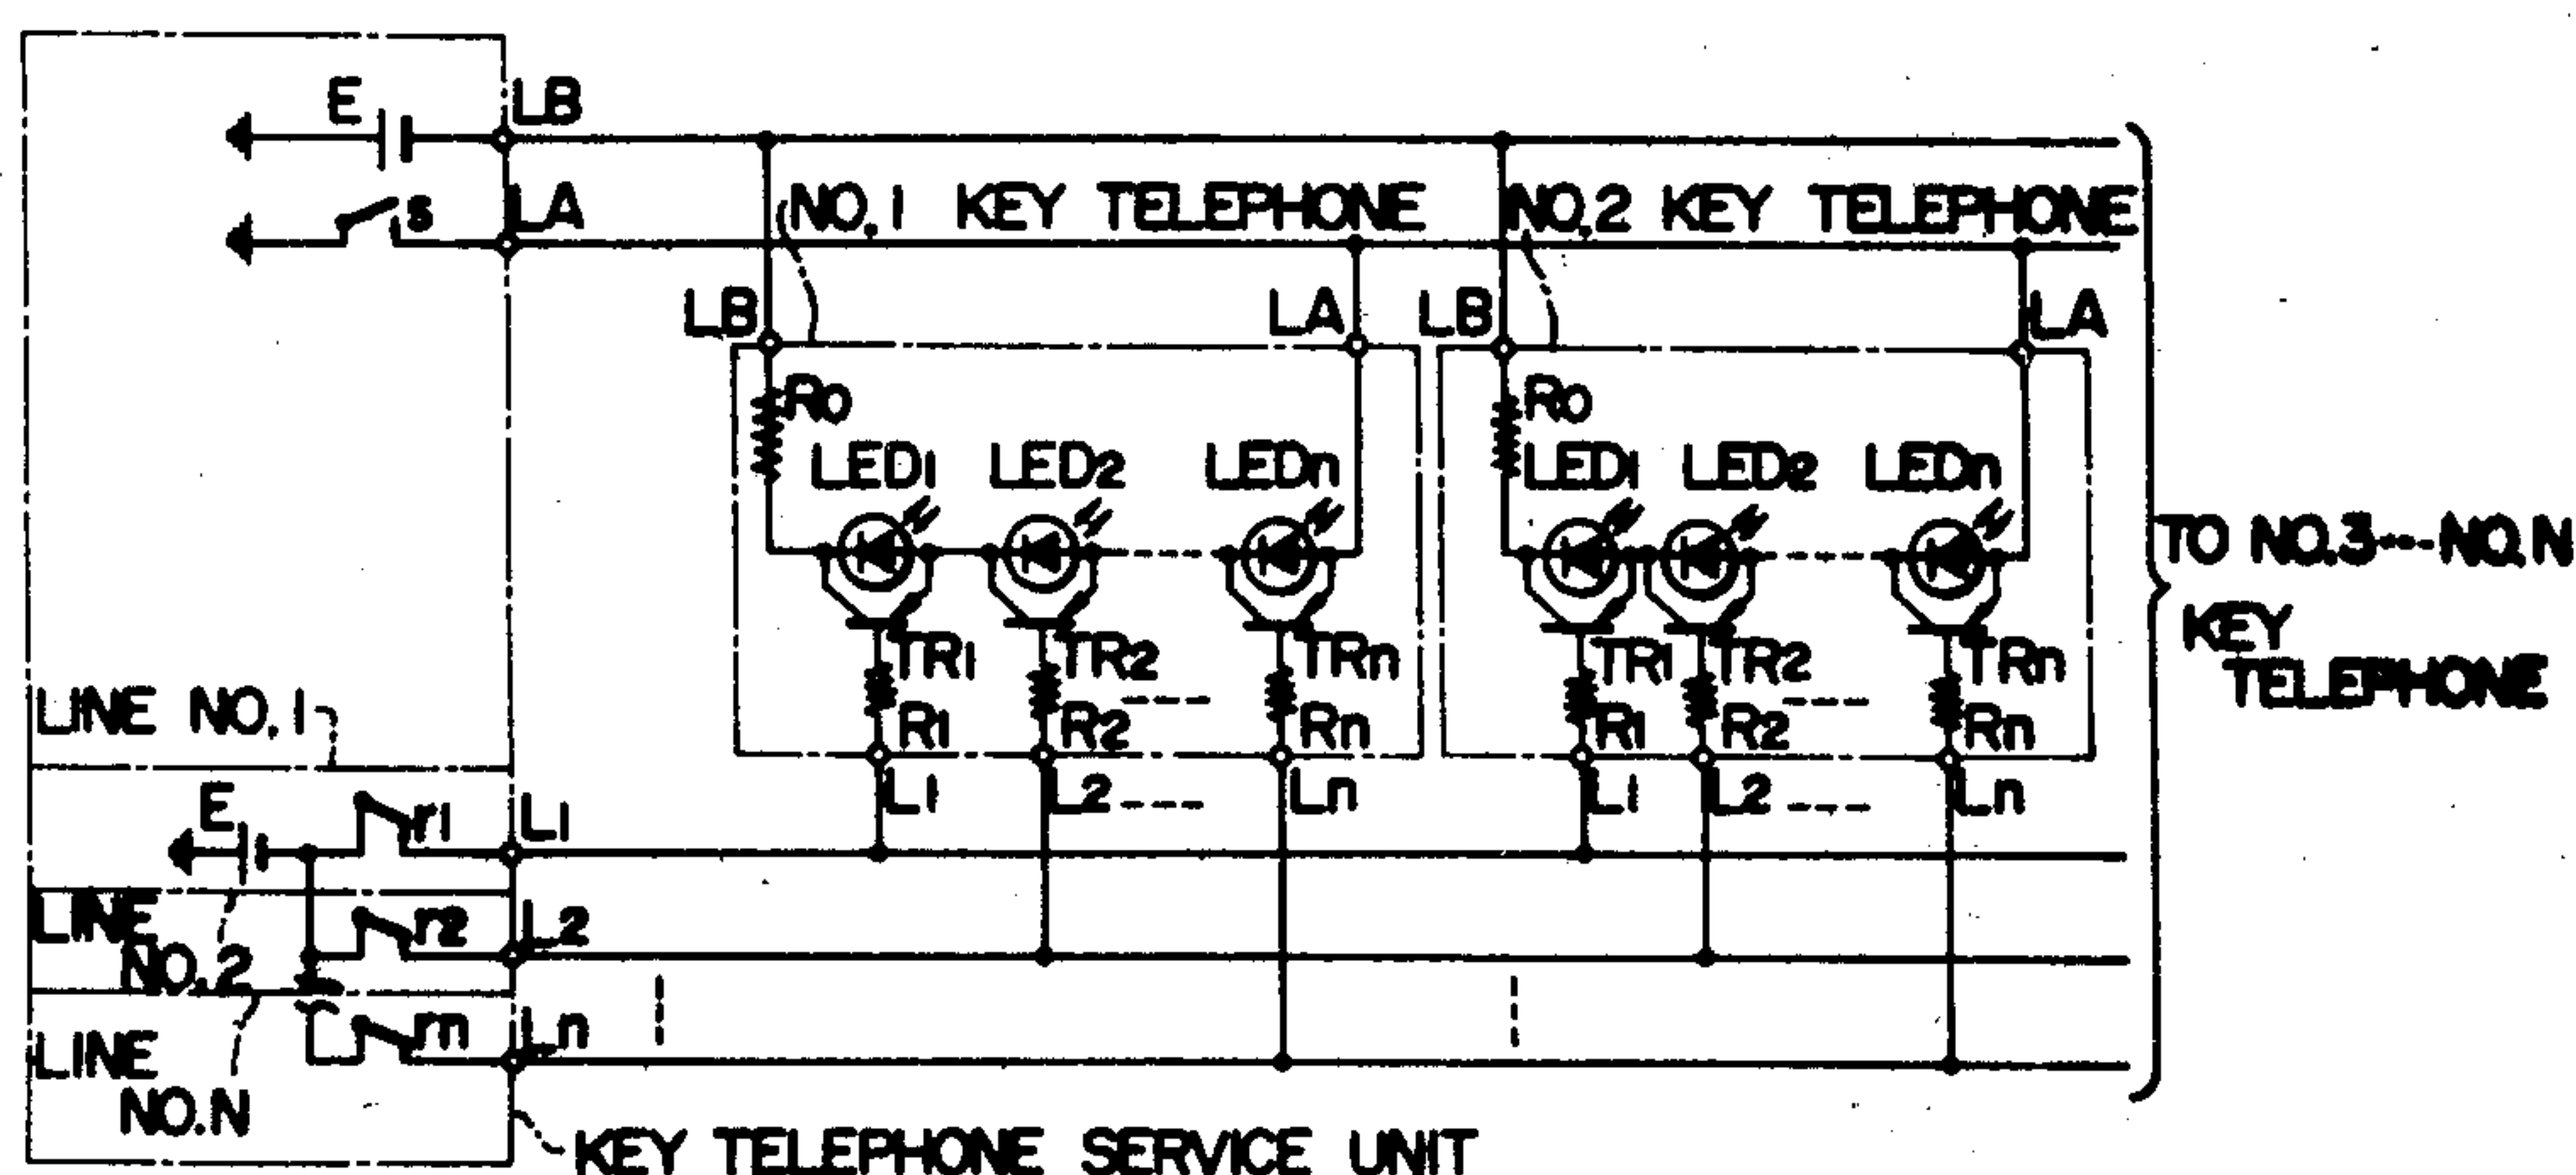 E LB
s LA
NO.1 KEY TELEPHONE NO.2 KEY TELEPHONE
LB LA LB LA
R0 R0
LED1 LED2 LEDn LED1 LED2 LEDn
TO NO.3---NO.N
KEY
TELEPHONE
TR1 TR2 TRn TR1 TR2 TRn
R1 R2 Rn R1 R2 Rn
L1 L2 Ln L1 L2 Ln
LINE NO.1
E r1 L1
LINE
NO.2
r2 L2
LINE
NO.N
rn Ln
KEY TELEPHONE SERVICE UNIT